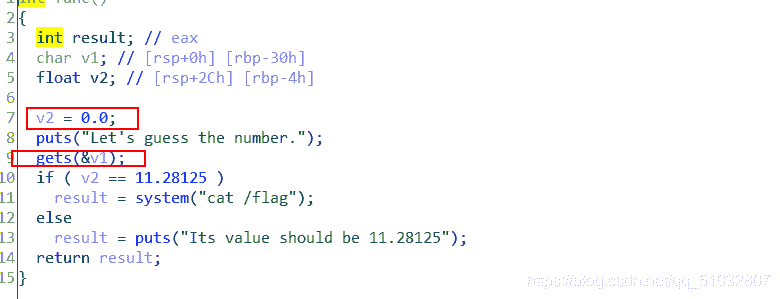 int func()
2 {
3 int result; // eax
4 char v1; // [rsp+0h] [rbp-30h]
5 float v2; // [rsp+2Ch] [rbp-4h]
6
7 v2 = 0.0;
8 puts("Let's guess the number.");
9 gets(&v1);
10 if ( v2 == 11.28125 )
11 result = system("cat /flag");
12 else
13 result = puts("Its value should be 11.28125");
14 return result;
15 }
https://blog.csdn.net/qq_51032807